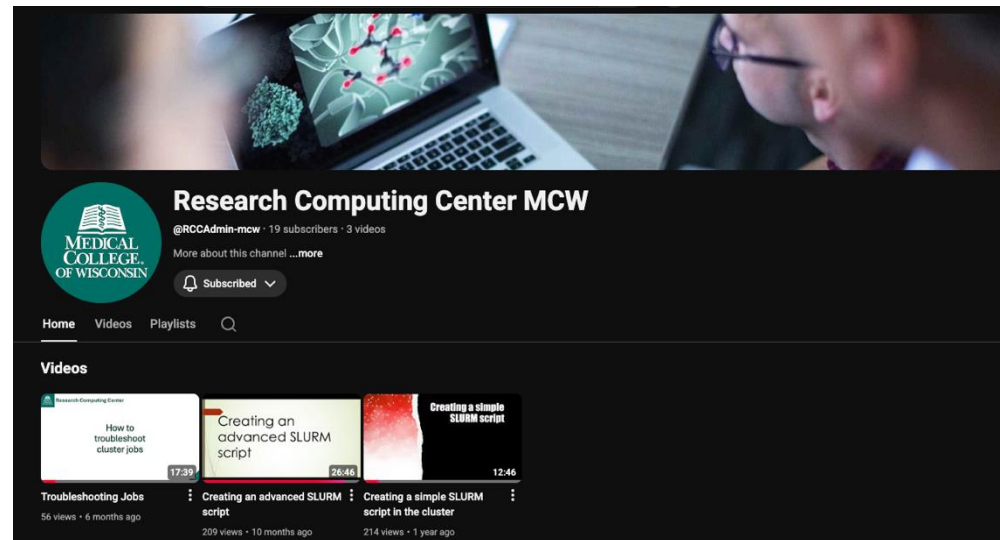 Research Computing Center MCW
@RCCAdmin-mcw · 19 subscribers · 3 videos
More about this channel ...more
Subscribed
MEDICAL
COLLEGE.
OF WISCONSIN
Home Videos Playlists
Videos
Research Computing Center
How to
troubleshoot
cluster jobs
17:39
Troubleshooting Jobs
56 views • 6 months ago
Creating an
advanced SLURM
script
26:46
Creating an advanced SLURM
script
209 views • 10 months ago
Creating a simple
SLURM script
12:46
Creating a simple SLURM
script in the cluster
214 views • 1 year ago